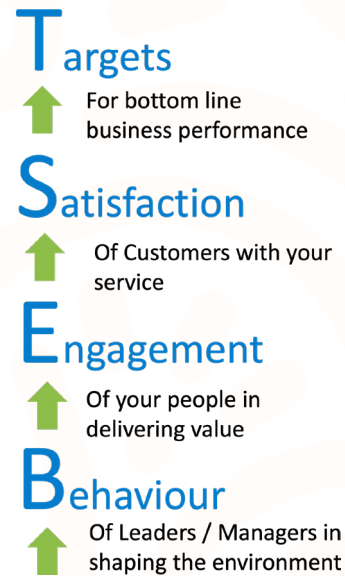 Targets
For bottom line
business performance
Satisfaction
Of Customers with your
service
Engagement
Of your people in
delivering value
Behaviour
Of Leaders / Managers in
shaping the environment